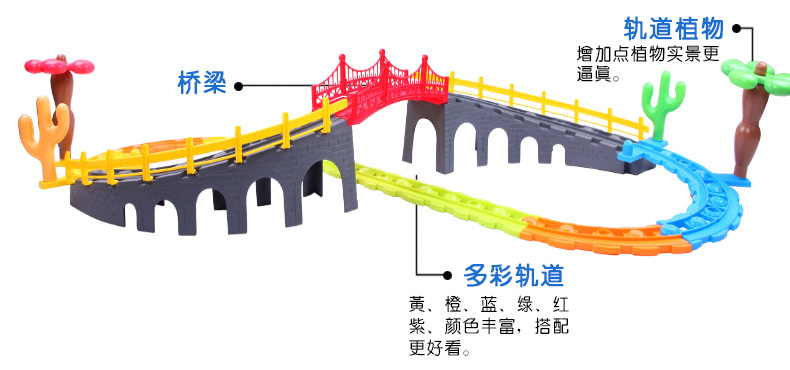 轨道植物
增加点植物实景更
逼真。
桥梁
多彩轨道
黃、橙、蓝、绿、红
紫、颜色丰富，搭配
更好看。